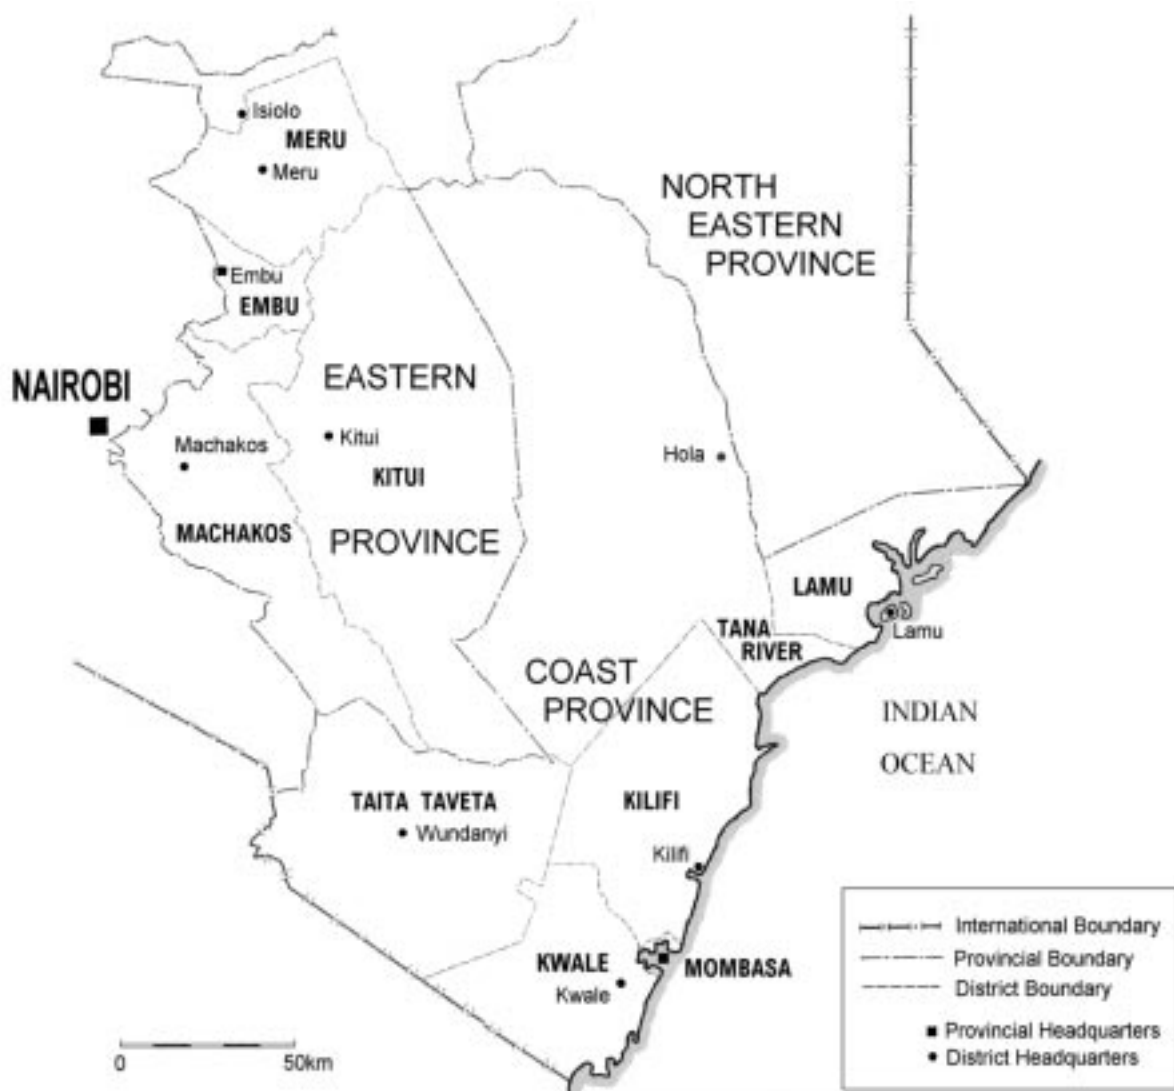 Isiolo
MERU
Meru
NORTH
EASTERN
PROVINCE
Embu
EMBU
NAIROBI
EASTERN
Machakos
Kitui
KITUI
Hola
MACHAKOS
PROVINCE
LAMU
Lamu
TANA
RIVER
COAST
PROVINCE
INDIAN
OCEAN
TAITA TAVETA
Wundanyi
KILIFI
Kilifi
KWALE
Kwale
MOMBASA
International Boundary
Provincial Boundary
District Boundary
Provincial Headquarters
District Headquarters
0 50km